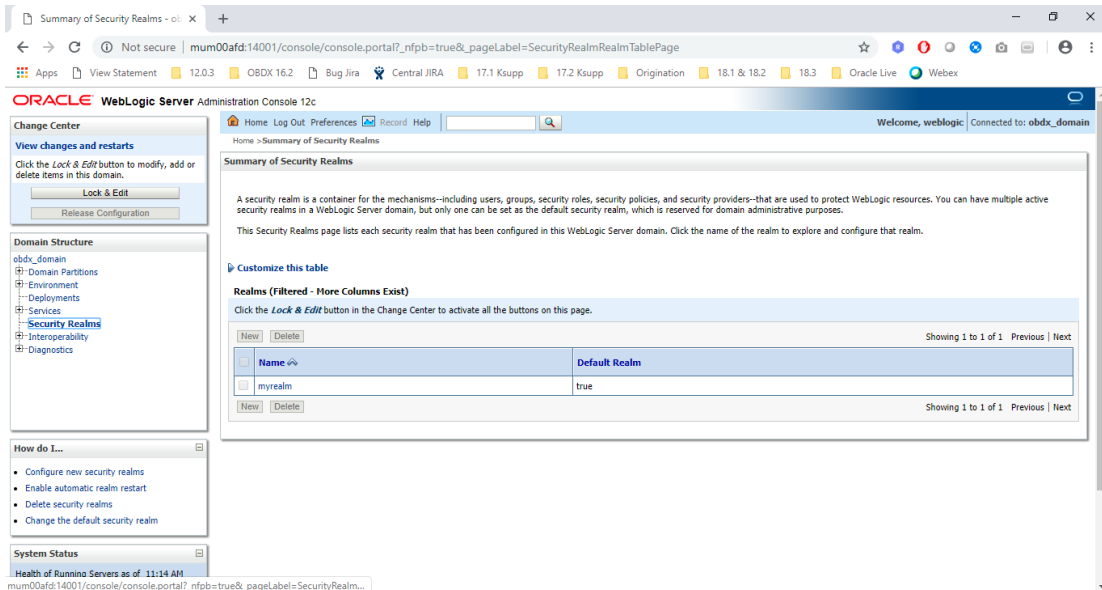 Summary of Security Realms - ob
Not secure | mum00afd:14001/console/console.portal?_nfpb=true&_pageLabel=SecurityRealmRealmTablePage
Apps View Statement 12.0.3 OBDX 16.2 Bug Jira Central JIRA 17.1 Ksupp 17.2 Ksupp Origination 18.1 & 18.2 18.3 Oracle Live Webex
ORACLE WebLogic Server Administration Console 12c
Change Center
View changes and restarts
Click the Lock & Edit button to modify, add or
delete items in this domain.
Lock & Edit
Release Configuration
Domain Structure
obdx_domain
Domain Partitions
Environment
Deployments
Services
Security Realms
Interoperability
Diagnostics
How do I...
Configure new security realms
Enable automatic realm restart
Delete security realms
Change the default security realm
System Status
Health of Running Servers as of 11:14 AM
Home Log Out Preferences Record Help
Welcome, weblogic Connected to: obdx_domain
Home >Summary of Security Realms
Summary of Security Realms
A security realm is a container for the mechanisms--including users, groups, security roles, security policies, and security providers--that are used to protect WebLogic resources. You can have multiple active
security realms in a WebLogic Server domain, but only one can be set as the default security realm, which is reserved for domain administrative purposes.
This Security Realms page lists each security realm that has been configured in this WebLogic Server domain. Click the name of the realm to explore and configure that realm.
Customize this table
Realms (Filtered - More Columns Exist)
Click the Lock & Edit button in the Change Center to activate all the buttons on this page.
New Delete Showing 1 to 1 of 1 Previous | Next
Name Default Realm
myrealm true
New Delete Showing 1 to 1 of 1 Previous | Next
mum00afd:14001/console/console.portal?_nfpb=true&_pageLabel=SecurityRealm...